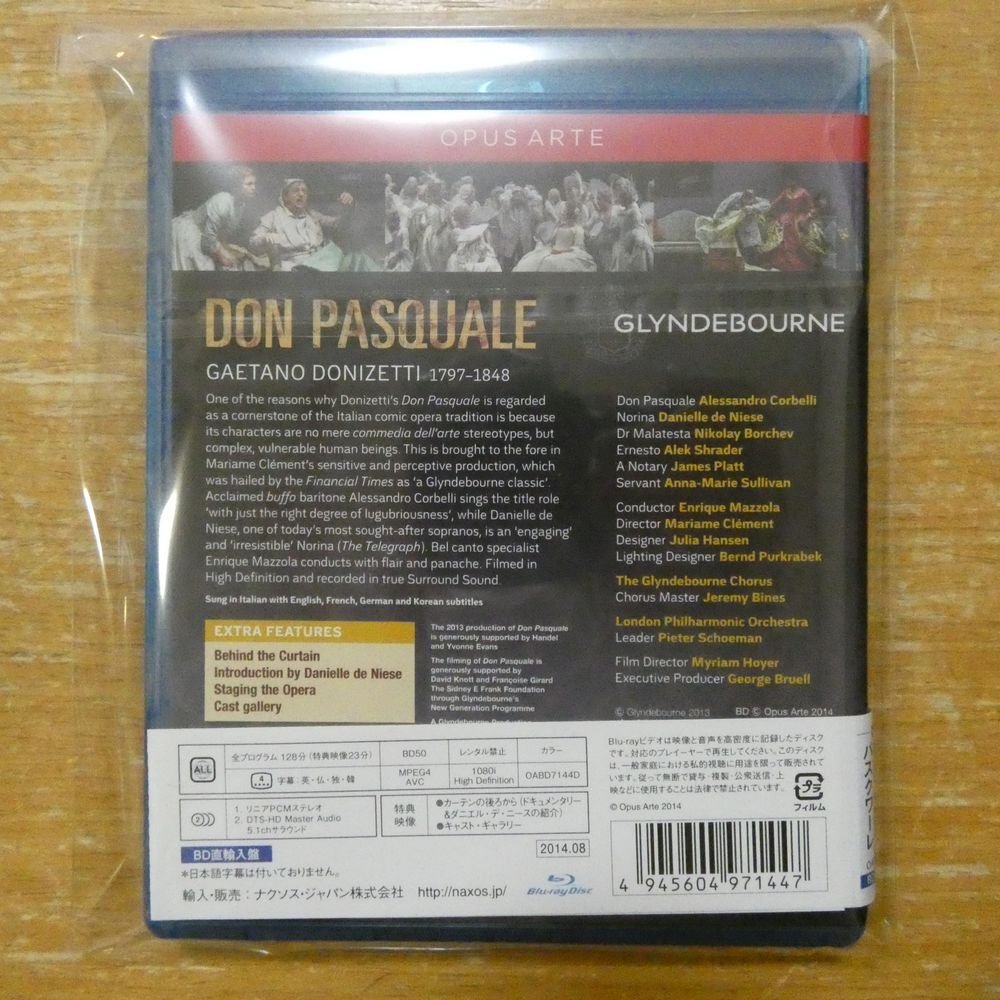 OPUS ARTE
DON PASQUALE
GLYNDEBOURNE
GAETANO DONIZETTI 1797–1848
One of the reasons why Donizetti's Don Pasquale is regarded
as a cornerstone of the Italian comic opera tradition is because
its characters are no mere commedia dell'arte stereotypes, but
complex, vulnerable human beings. This is brought to the fore in
Mariame Clément's sensitive and perceptive production, which
was hailed by the Financial Times as 'a Glyndebourne classic'.
Acclaimed buffo baritone Alessandro Corbelli sings the title role
'with just the right degree of lugubriousness', while Danielle de
Niese, one of today's most sought-after sopranos, is an 'engaging'
and 'irresistible' Norina (The Telegraph). Bel canto specialist
Enrique Mazzola conducts with flair and panache. Filmed in
High Definition and recorded in true Surround Sound.
Sung in Italian with English, French, German and Korean subtitles
EXTRA FEATURES
Behind the Curtain
Introduction by Danielle de Niese
Staging the Opera
Cast gallery
The 2013 production of Don Pasquale
is generously supported by Handel
and Yvonne Evans
The filming of Don Pasquale is
generously supported by
David Knott and Françoise Girard
The Sidney E Frank Foundation
through Glyndebourne's
New Generation Programme
A Glyndebourne Production
Don Pasquale Alessandro Corbelli
Norina Danielle de Niese
Dr Malatesta Nikolay Borchev
Ernesto Alek Shrader
A Notary James Platt
Servant Anna-Marie Sullivan
Conductor Enrique Mazzola
Director Mariame Clément
Designer Julia Hansen
Lighting Designer Bernd Purkrabek
The Glyndebourne Chorus
Chorus Master Jeremy Bines
London Philharmonic Orchestra
Leader Pieter Schoeman
Film Director Myriam Hoyer
Executive Producer George Bruell
© Glyndebourne 2013 BD © Opus Arte 2014
ALL
全プログラム 128分 (特典映像23分)
BD50
レンタル禁止
カラー
4
字幕:英・仏・独・韓
MPEG4
AVC
1080i
High Definition
OABD7144D
2
1. リニアPCMステレオ
2. DTS-HD Master Audio
5.1chサラウンド
特典
映像
●カーテンの後ろから (ドキュメンタリー
&ダニエル・デ・ニースの紹介)
●キャスト・ギャラリー
BD直輸入盤
2014.08
*日本語字幕は付いておりません。
輸入・販売:ナクソス・ジャパン株式会社 http://naxos.jp/
Blu-ray Disc
Blu-rayビデオは映像と音声を高密度に記録したディスク
です。対応のプレーヤーで再生してください。このディスク
は、一般家庭における私的視聴に用途を限って販売されて
います。従って無断で貸与・複製・公衆送信・上
映などに使用することは法律で禁止されています。
© Opus Arte 2014
プラ
フィルム
4 945604 971447
パスクワーレ